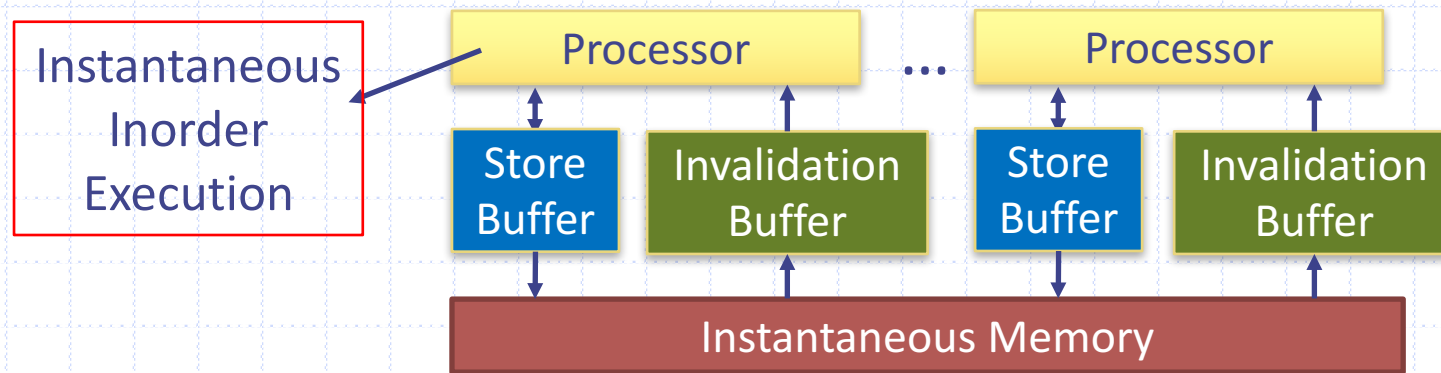 Instantaneous
Inorder
Execution
Processor
...
Processor
Store
Buffer
Invalidation
Buffer
Store
Buffer
Invalidation
Buffer
Instantaneous Memory